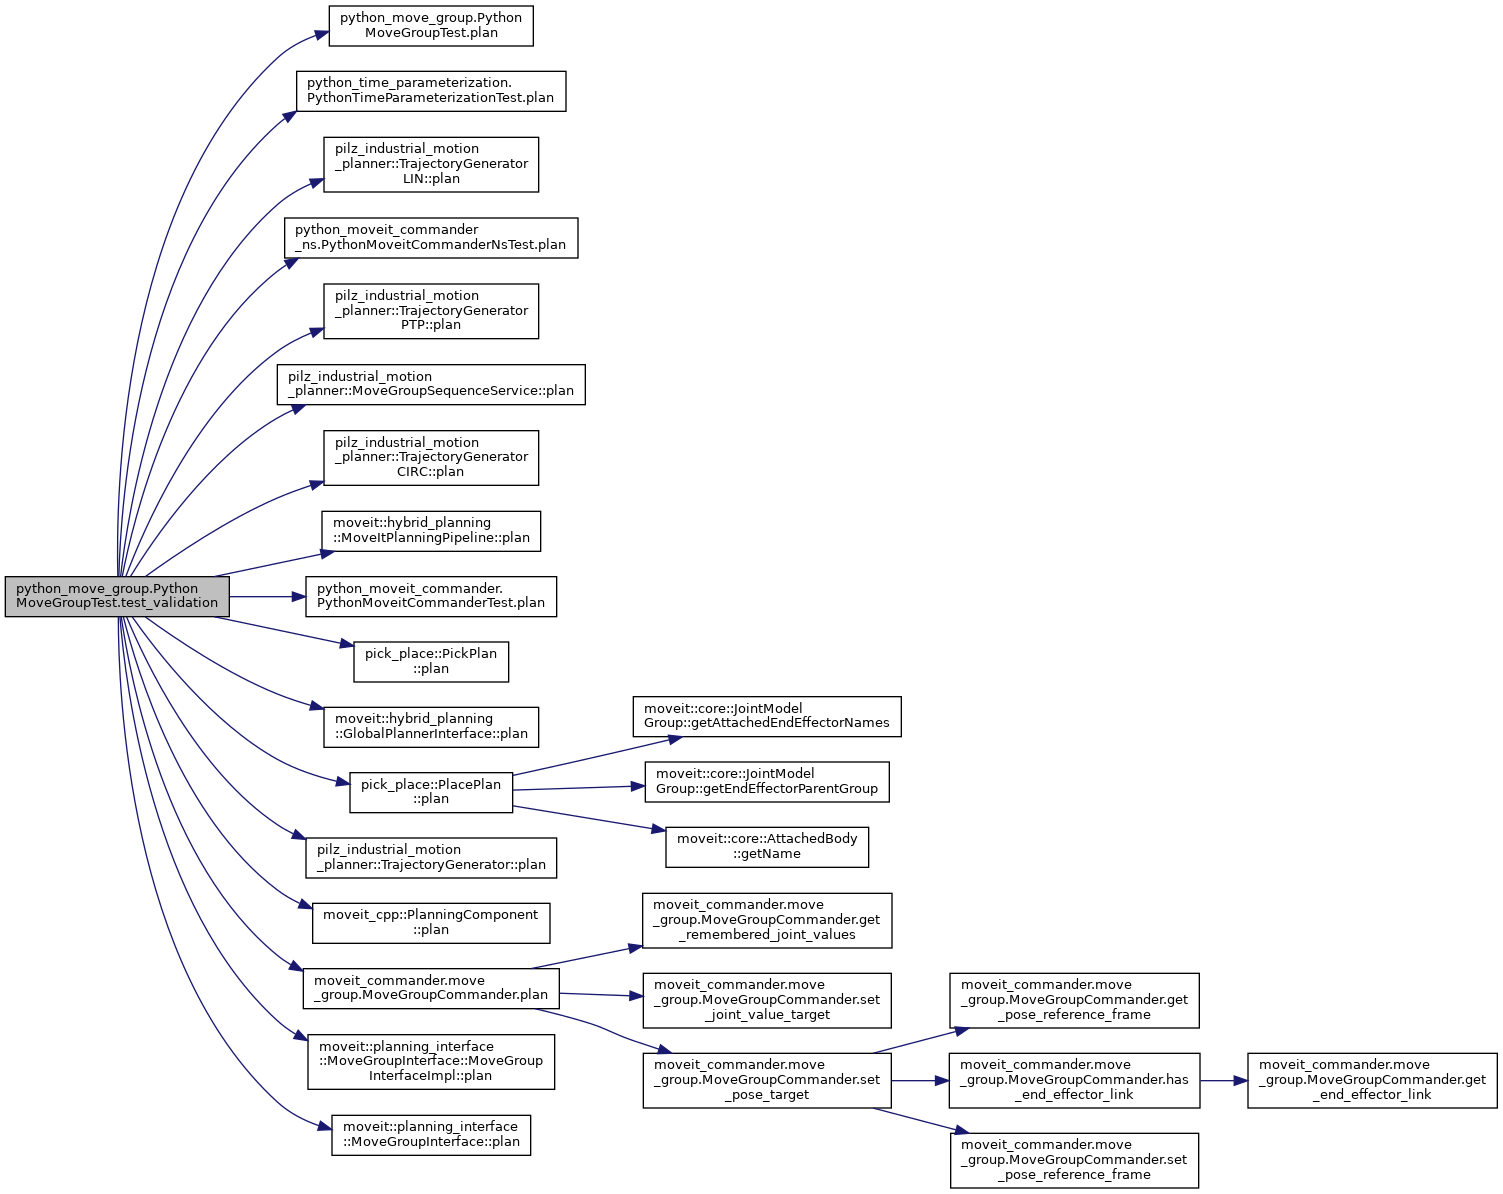 python_move_group.Python
MoveGroupTest.test_validation
python_move_group.Python
MoveGroupTest.plan
python_time_parameterization.
PythonTimeParameterizationTest.plan
pilz_industrial_motion
_planner::TrajectoryGenerator
LIN::plan
python_moveit_commander
_ns.PythonMoveitCommanderNsTest.plan
pilz_industrial_motion
_planner::TrajectoryGenerator
PTP::plan
pilz_industrial_motion
_planner::MoveGroupSequenceService::plan
pilz_industrial_motion
_planner::TrajectoryGenerator
CIRC::plan
moveit::hybrid_planning
::MoveItPlanningPipeline::plan
python_moveit_commander.
PythonMoveitCommanderTest.plan
pick_place::PickPlan
::plan
moveit::hybrid_planning
::GlobalPlannerInterface::plan
pick_place::PlacePlan
::plan
pilz_industrial_motion
_planner::TrajectoryGenerator::plan
moveit_cpp::PlanningComponent
::plan
moveit_commander.move
_group.MoveGroupCommander.plan
moveit::planning_interface
::MoveGroupInterface::MoveGroup
InterfaceImpl::plan
moveit::planning_interface
::MoveGroupInterface::plan
moveit::core::JointModel
Group::getAttachedEndEffectorNames
moveit::core::JointModel
Group::getEndEffectorParentGroup
moveit::core::AttachedBody
::getName
moveit_commander.move
_group.MoveGroupCommander.get
_remembered_joint_values
moveit_commander.move
_group.MoveGroupCommander.set
_joint_value_target
moveit_commander.move
_group.MoveGroupCommander.set
_pose_target
moveit_commander.move
_group.MoveGroupCommander.get
_pose_reference_frame
moveit_commander.move
_group.MoveGroupCommander.has
_end_effector_link
moveit_commander.move
_group.MoveGroupCommander.set
_pose_reference_frame
moveit_commander.move
_group.MoveGroupCommander.get
_end_effector_link